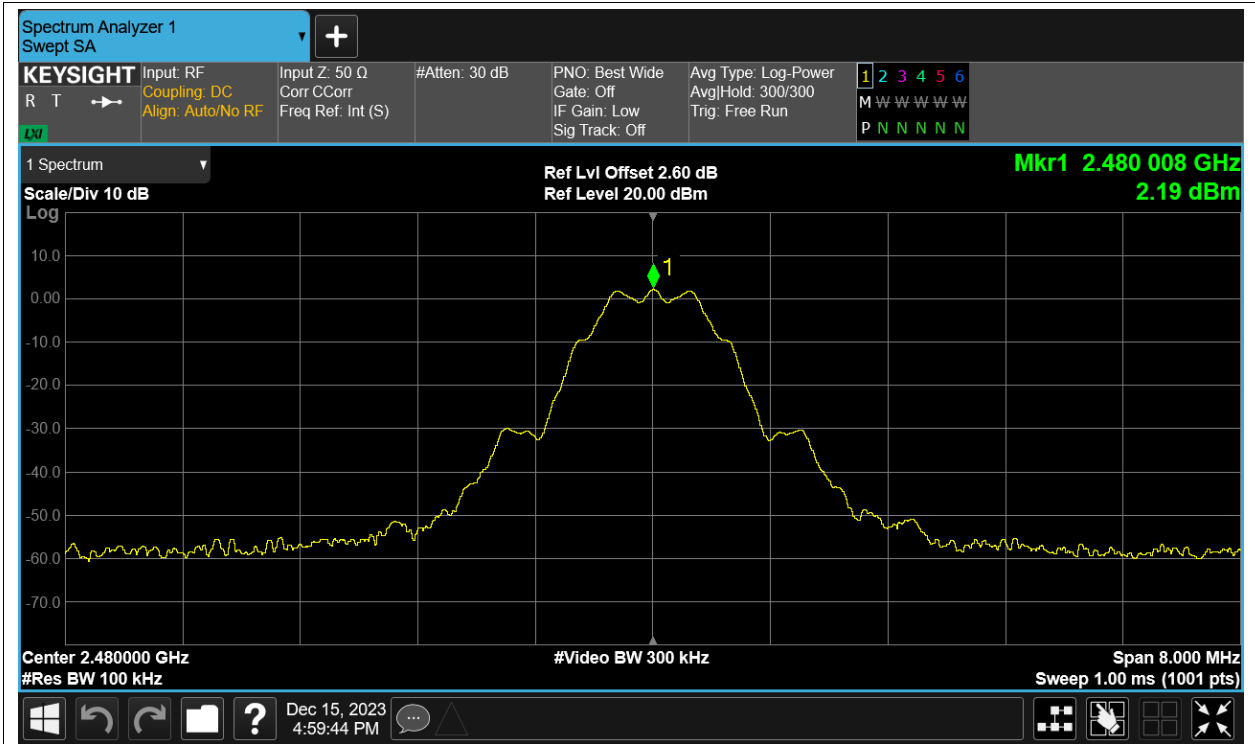 Spectrum Analyzer 1
Swept SA
+
KEYSIGHT
R T
LXI
Input: RF
Coupling: DC
Align: Auto/No RF
Input Z: 50 Ω
Corr CCorr
Freq Ref: Int (S)
#Atten: 30 dB
PNO: Best Wide
Gate: Off
IF Gain: Low
Sig Track: Off
Avg Type: Log-Power
Avg|Hold: 300/300
Trig: Free Run
1 2 3 4 5 6
M W W W W W
P N N N N N
1 Spectrum
Scale/Div 10 dB
Log
Ref Lvl Offset 2.60 dB
Ref Level 20.00 dBm
Mkr1 2.480 008 GHz
2.19 dBm
1
10.0
0.00
-10.0
-20.0
-30.0
-40.0
-50.0
-60.0
-70.0
Center 2.480000 GHz
#Res BW 100 kHz
#Video BW 300 kHz
Span 8.000 MHz
Sweep 1.00 ms (1001 pts)
?
Dec 15, 2023
4:59:44 PM